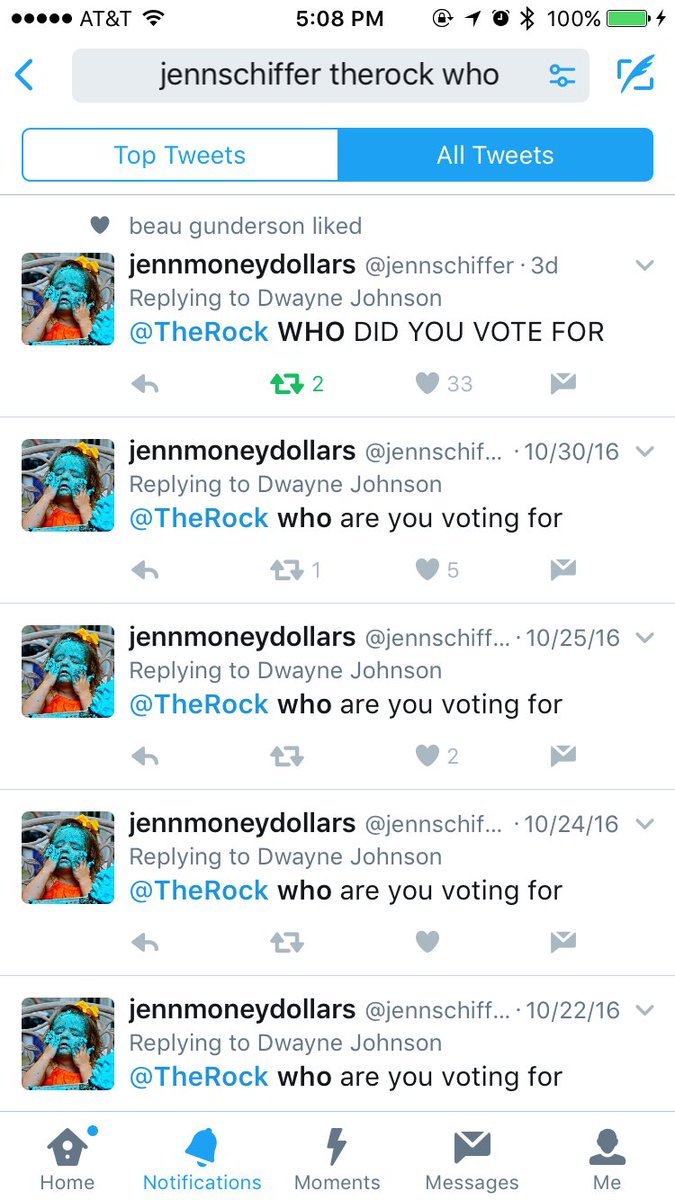 AT&T 5:08 PM 100%
jennschiffer therock who
Top Tweets All Tweets
beau gunderson liked
jennmoneydollars @jennschiffer · 3d
Replying to Dwayne Johnson
@TheRock WHO DID YOU VOTE FOR
2 33
jennmoneydollars @jennschif... · 10/30/16
Replying to Dwayne Johnson
@TheRock who are you voting for
1 5
jennmoneydollars @jennschiff... · 10/25/16
Replying to Dwayne Johnson
@TheRock who are you voting for
2
jennmoneydollars @jennschif... · 10/24/16
Replying to Dwayne Johnson
@TheRock who are you voting for
jennmoneydollars @jennschiff... · 10/22/16
Replying to Dwayne Johnson
@TheRock who are you voting for
Home Notifications Moments Messages Me